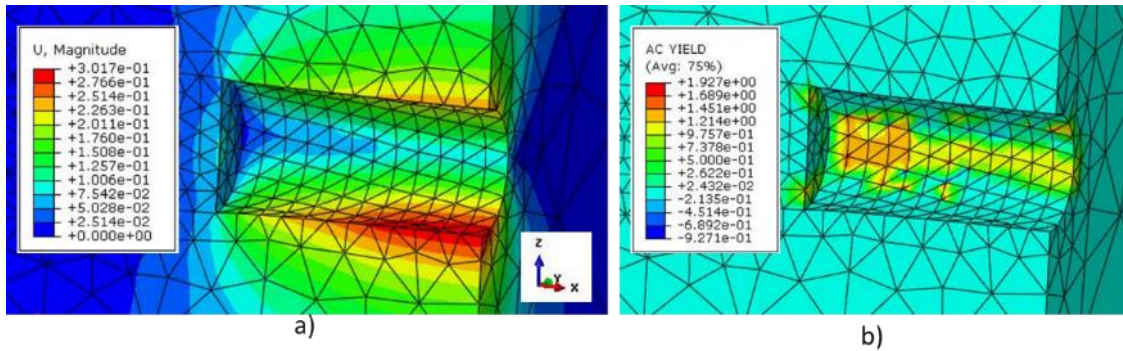 U, Magnitude
+3.017e-01
+2.766e-01
+2.514e-01
+2.263e-01
+2.011e-01
+1.760e-01
+1.508e-01
+1.257e-01
+1.006e-01
+7.542e-02
+5.028e-02
+2.514e-02
+0.000e+00
Z
Y
X
a)
AC YIELD
(Avg: 75%)
+1.927e+00
+1.689e+00
+1.451e+00
+1.214e+00
+9.757e-01
+7.378e-01
+5.000e-01
+2.622e-01
+2.432e-02
-2.135e-01
-4.514e-01
-6.892e-01
-9.271e-01
b)